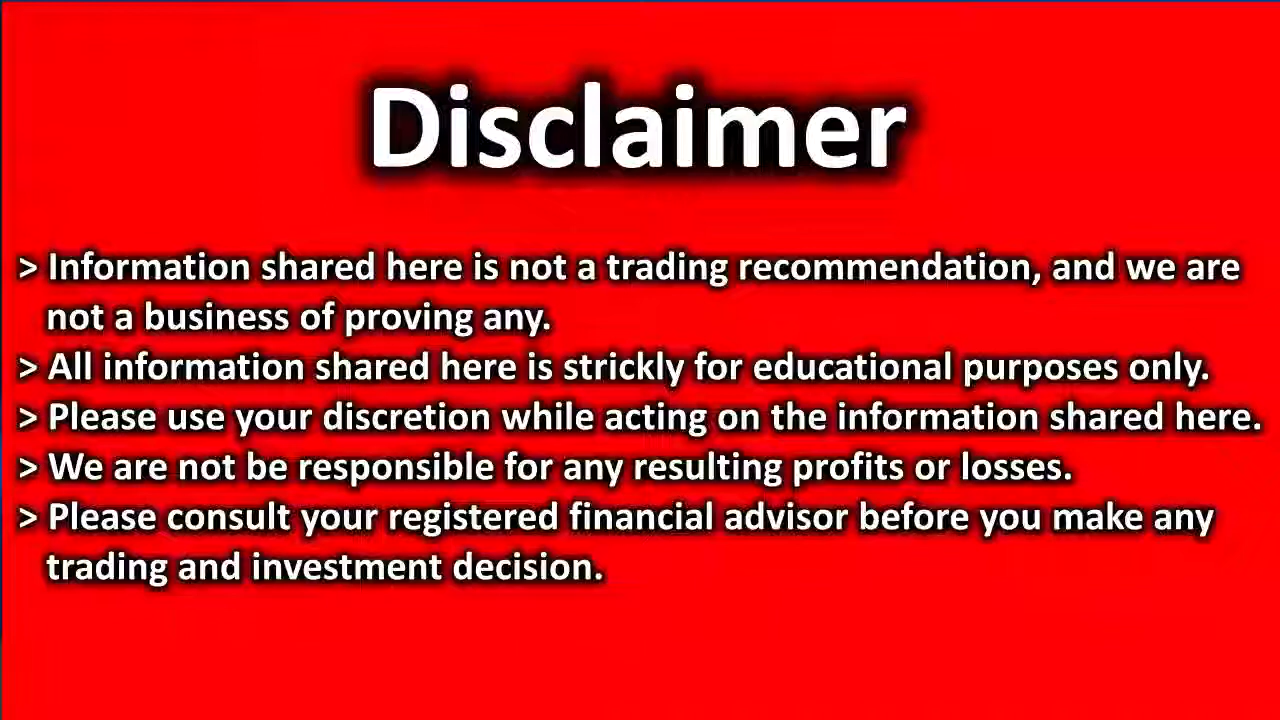 Disclaimer
> Information shared here is not a trading recommendation, and we are
not a business of proving any.
> All information shared here is strickly for educational purposes only.
> Please use your discretion while acting on the information shared here.
> We are not be responsible for any resulting profits or losses.
> Please consult your registered financial advisor before you make any
trading and investment decision.